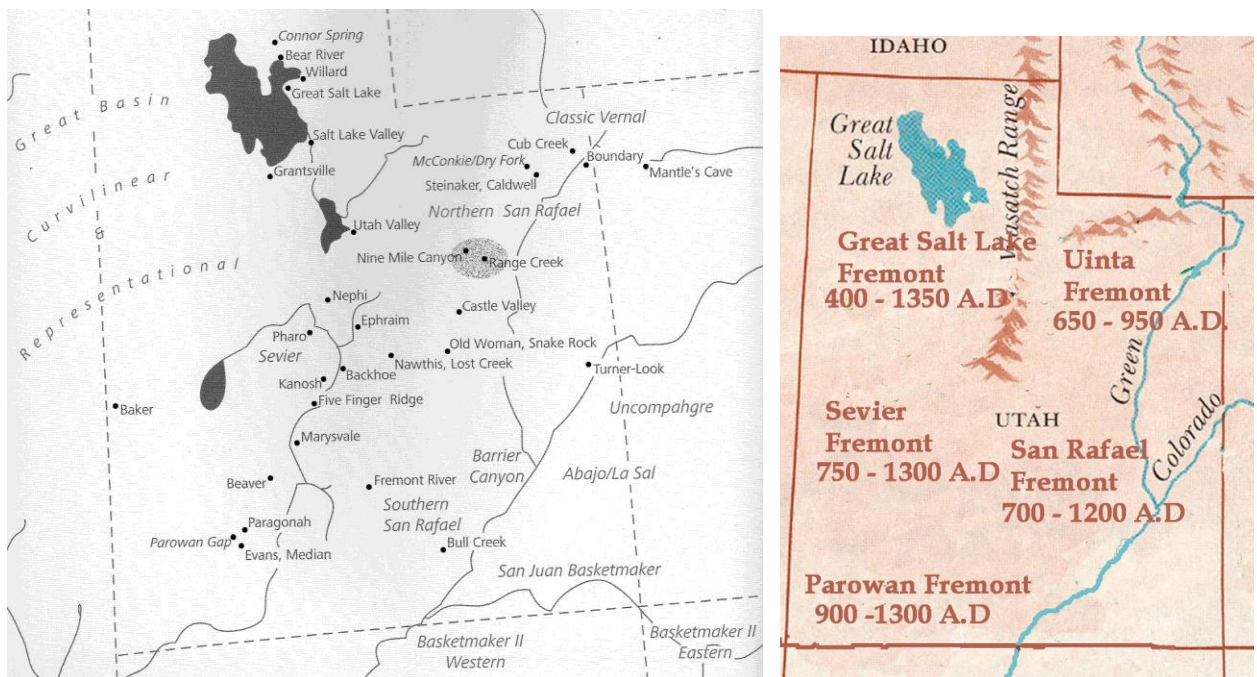 Connor Spring
Bear River
Willard
Great Salt Lake
Great Basin
Curvilinear
&
Representational
Salt Lake Valley
Grantsville
Classic Vernal
Cub Creek
Boundary
McConkie/Dry Fork
Mantle's Cave
Steinaker, Caldwell
Northern San Rafael
Utah Valley
Nine Mile Canyon
Range Creek
Nephi
Castle Valley
Ephraim
Pharo
Sevier
Old Woman, Snake Rock
Nawthis, Lost Creek
Turner-Look
Backhoe
Kanosh
Baker
Five Finger Ridge
Uncompahgre
Marysvale
Barrier
Canyon
Abajo/La Sal
Beaver
Fremont River
Southern
San Rafael
Paragonah
Parowan Gap
Evans, Median
Bull Creek
San Juan Basketmaker
Basketmaker II
Western
Basketmaker II
Eastern
IDAHO
Great
Salt
Lake
Wasatch Range
Great Salt Lake
Fremont
400 - 1350 A.D
Uinta
Fremont
650 - 950 A.D.
Green
Colorado
Sevier
Fremont
750 - 1300 A.D
UTAH
San Rafael
Fremont
700 - 1200 A.D
Parowan Fremont
900 -1300 A.D